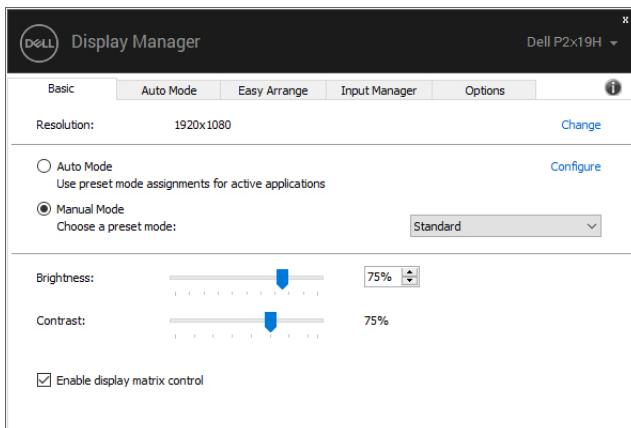 x
DELL Display Manager Dell P2x19H
Basic Auto Mode Easy Arrange Input Manager Options i
Resolution: 1920x1080 Change
Auto Mode Configure
Use preset mode assignments for active applications
Manual Mode
Choose a preset mode: Standard
Brightness: 75%
Contrast: 75%
Enable display matrix control